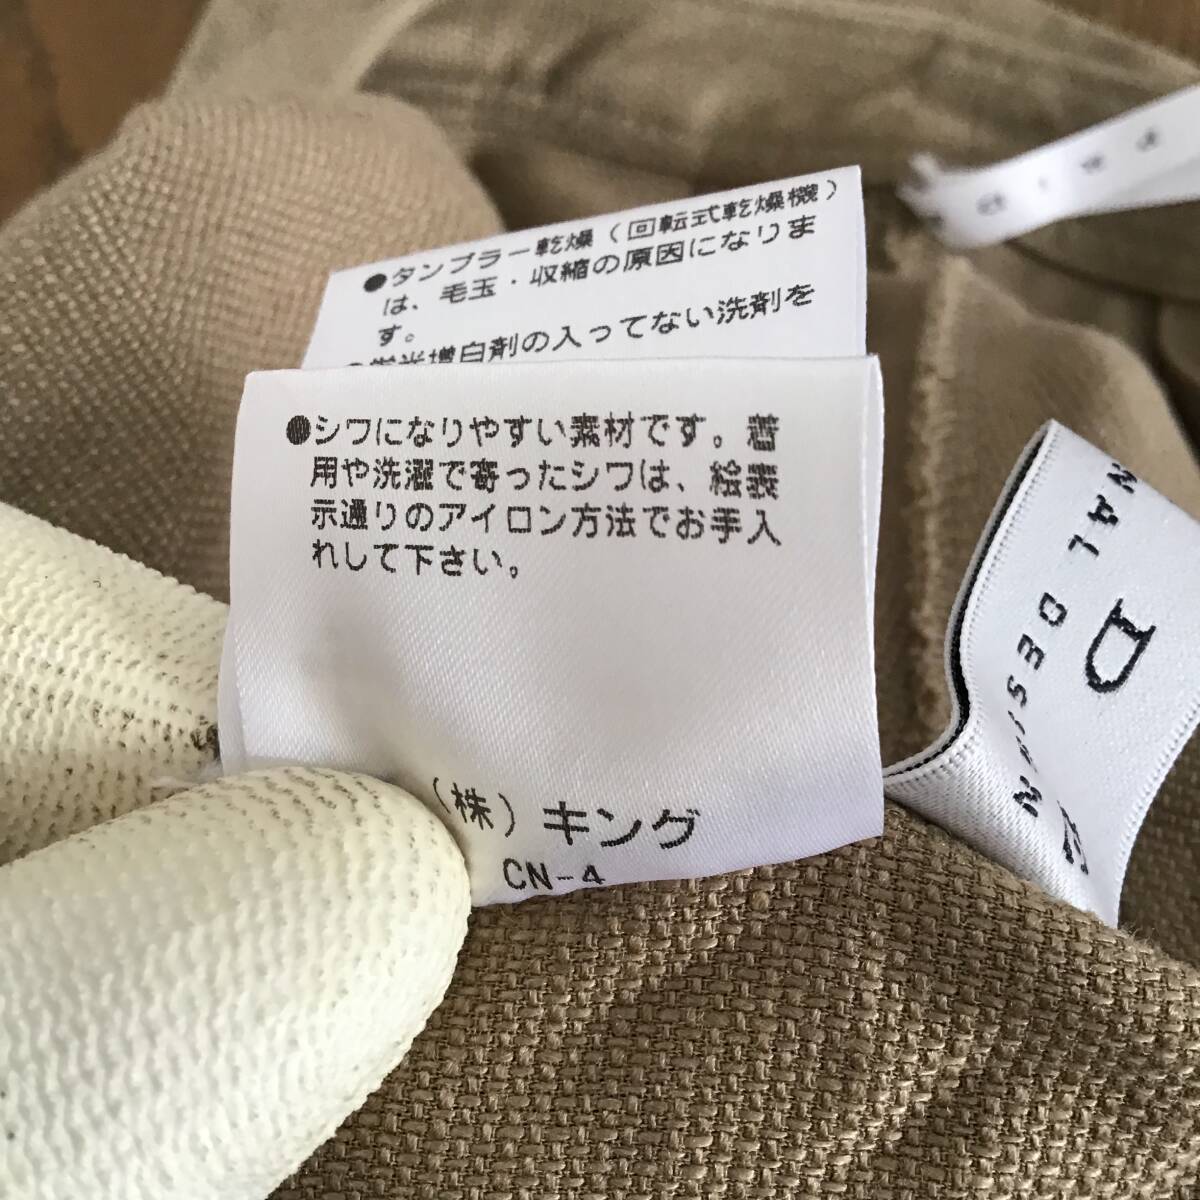 ●タンブラー乾燥(回転式乾燥機)
は、毛玉・収縮の原因になりま
す。
●蛍光増白剤の入ってない洗剤を
●シワになりやすい素材です。着
用や洗濯で寄ったシワは、絵表
示通りのアイロン方法でお手入
れして下さい。
(株)キング
CN-4
NAL DESIGN
D